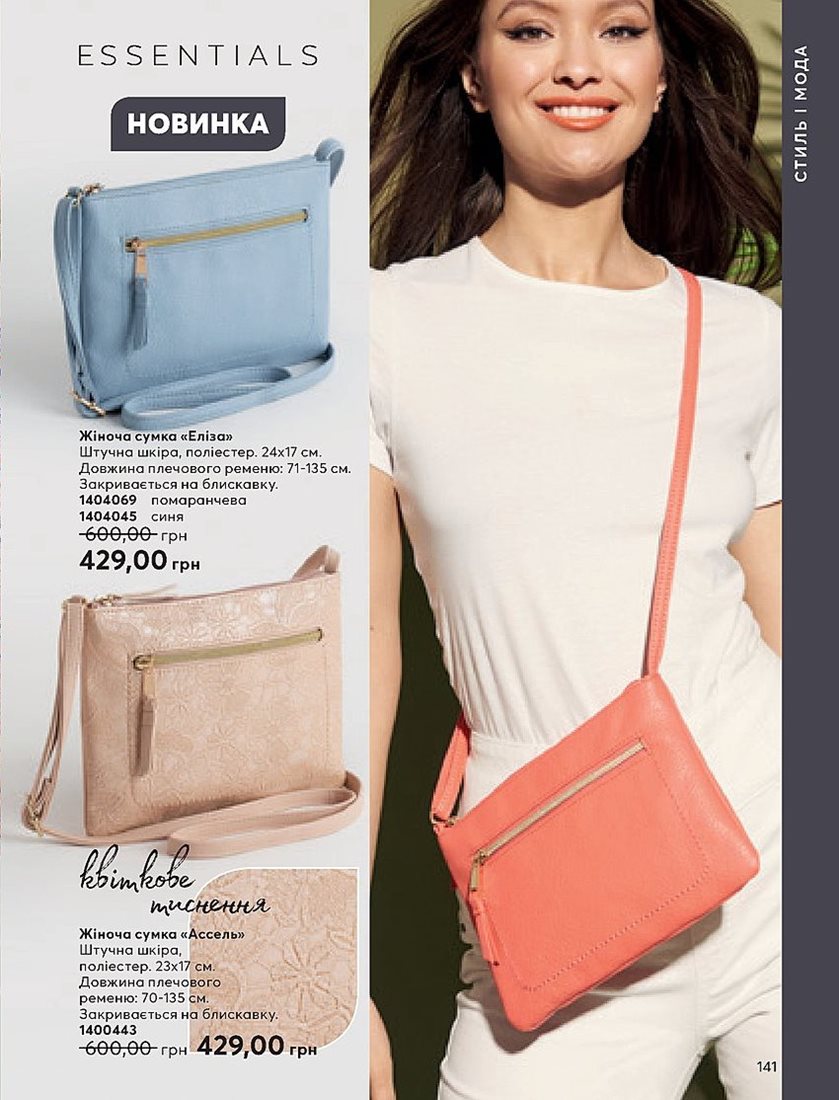 ESSENTIALS
НОВИНКА
Жіноча сумка «Еліза»
Штучна шкіра, поліестер. 24х17 см.
Довжина плечового ременю: 71-135 см.
Закривається на блискавку.
1404069 помаранчева
1404045 синя
600,00 грн
429,00 грн
квіткове
тиснення
Жіноча сумка «Ассель»
Штучна шкіра,
поліестер. 23х17 см.
Довжина плечового
ременю: 70-135 см.
Закривається на блискавку.
1400443
600,00 грн 429,00 грн
СТИЛЬ І МОДА
141